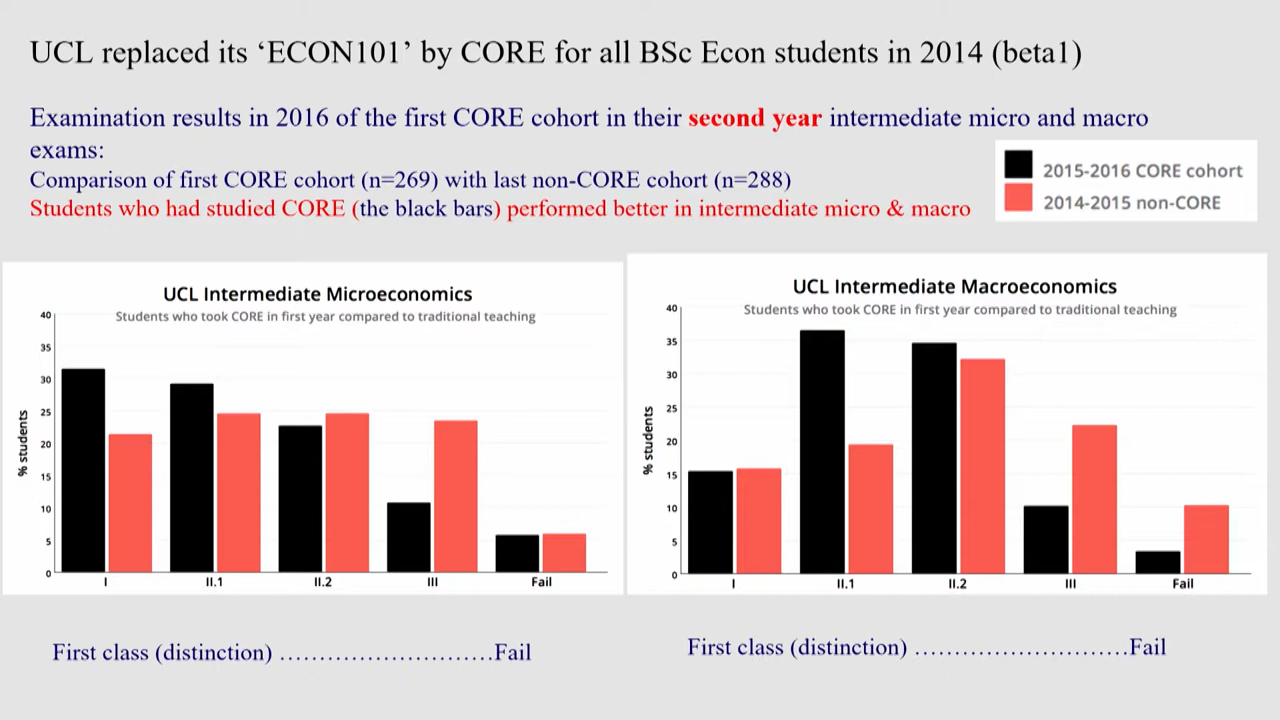 UCL replaced its ‘ECON101’ by CORE for all BSc Econ students in 2014 (beta1)
Examination results in 2016 of the first CORE cohort in their second year intermediate micro and macro
exams:
Comparison of first CORE cohort (n=269) with last non-CORE cohort (n=288)
Students who had studied CORE (the black bars) performed better in intermediate micro & macro
2015-2016 CORE cohort
2014-2015 non-CORE
UCL Intermediate Microeconomics
Students who took CORE in first year compared to traditional teaching
% students
40
35
30
25
20
15
10
5
0
I II.1 II.2 III Fail
First class (distinction) ………………………Fail
UCL Intermediate Macroeconomics
Students who took CORE in first year compared to traditional teaching
% students
40
35
30
25
20
15
10
5
0
I II.1 II.2 III Fail
First class (distinction) ………………………Fail